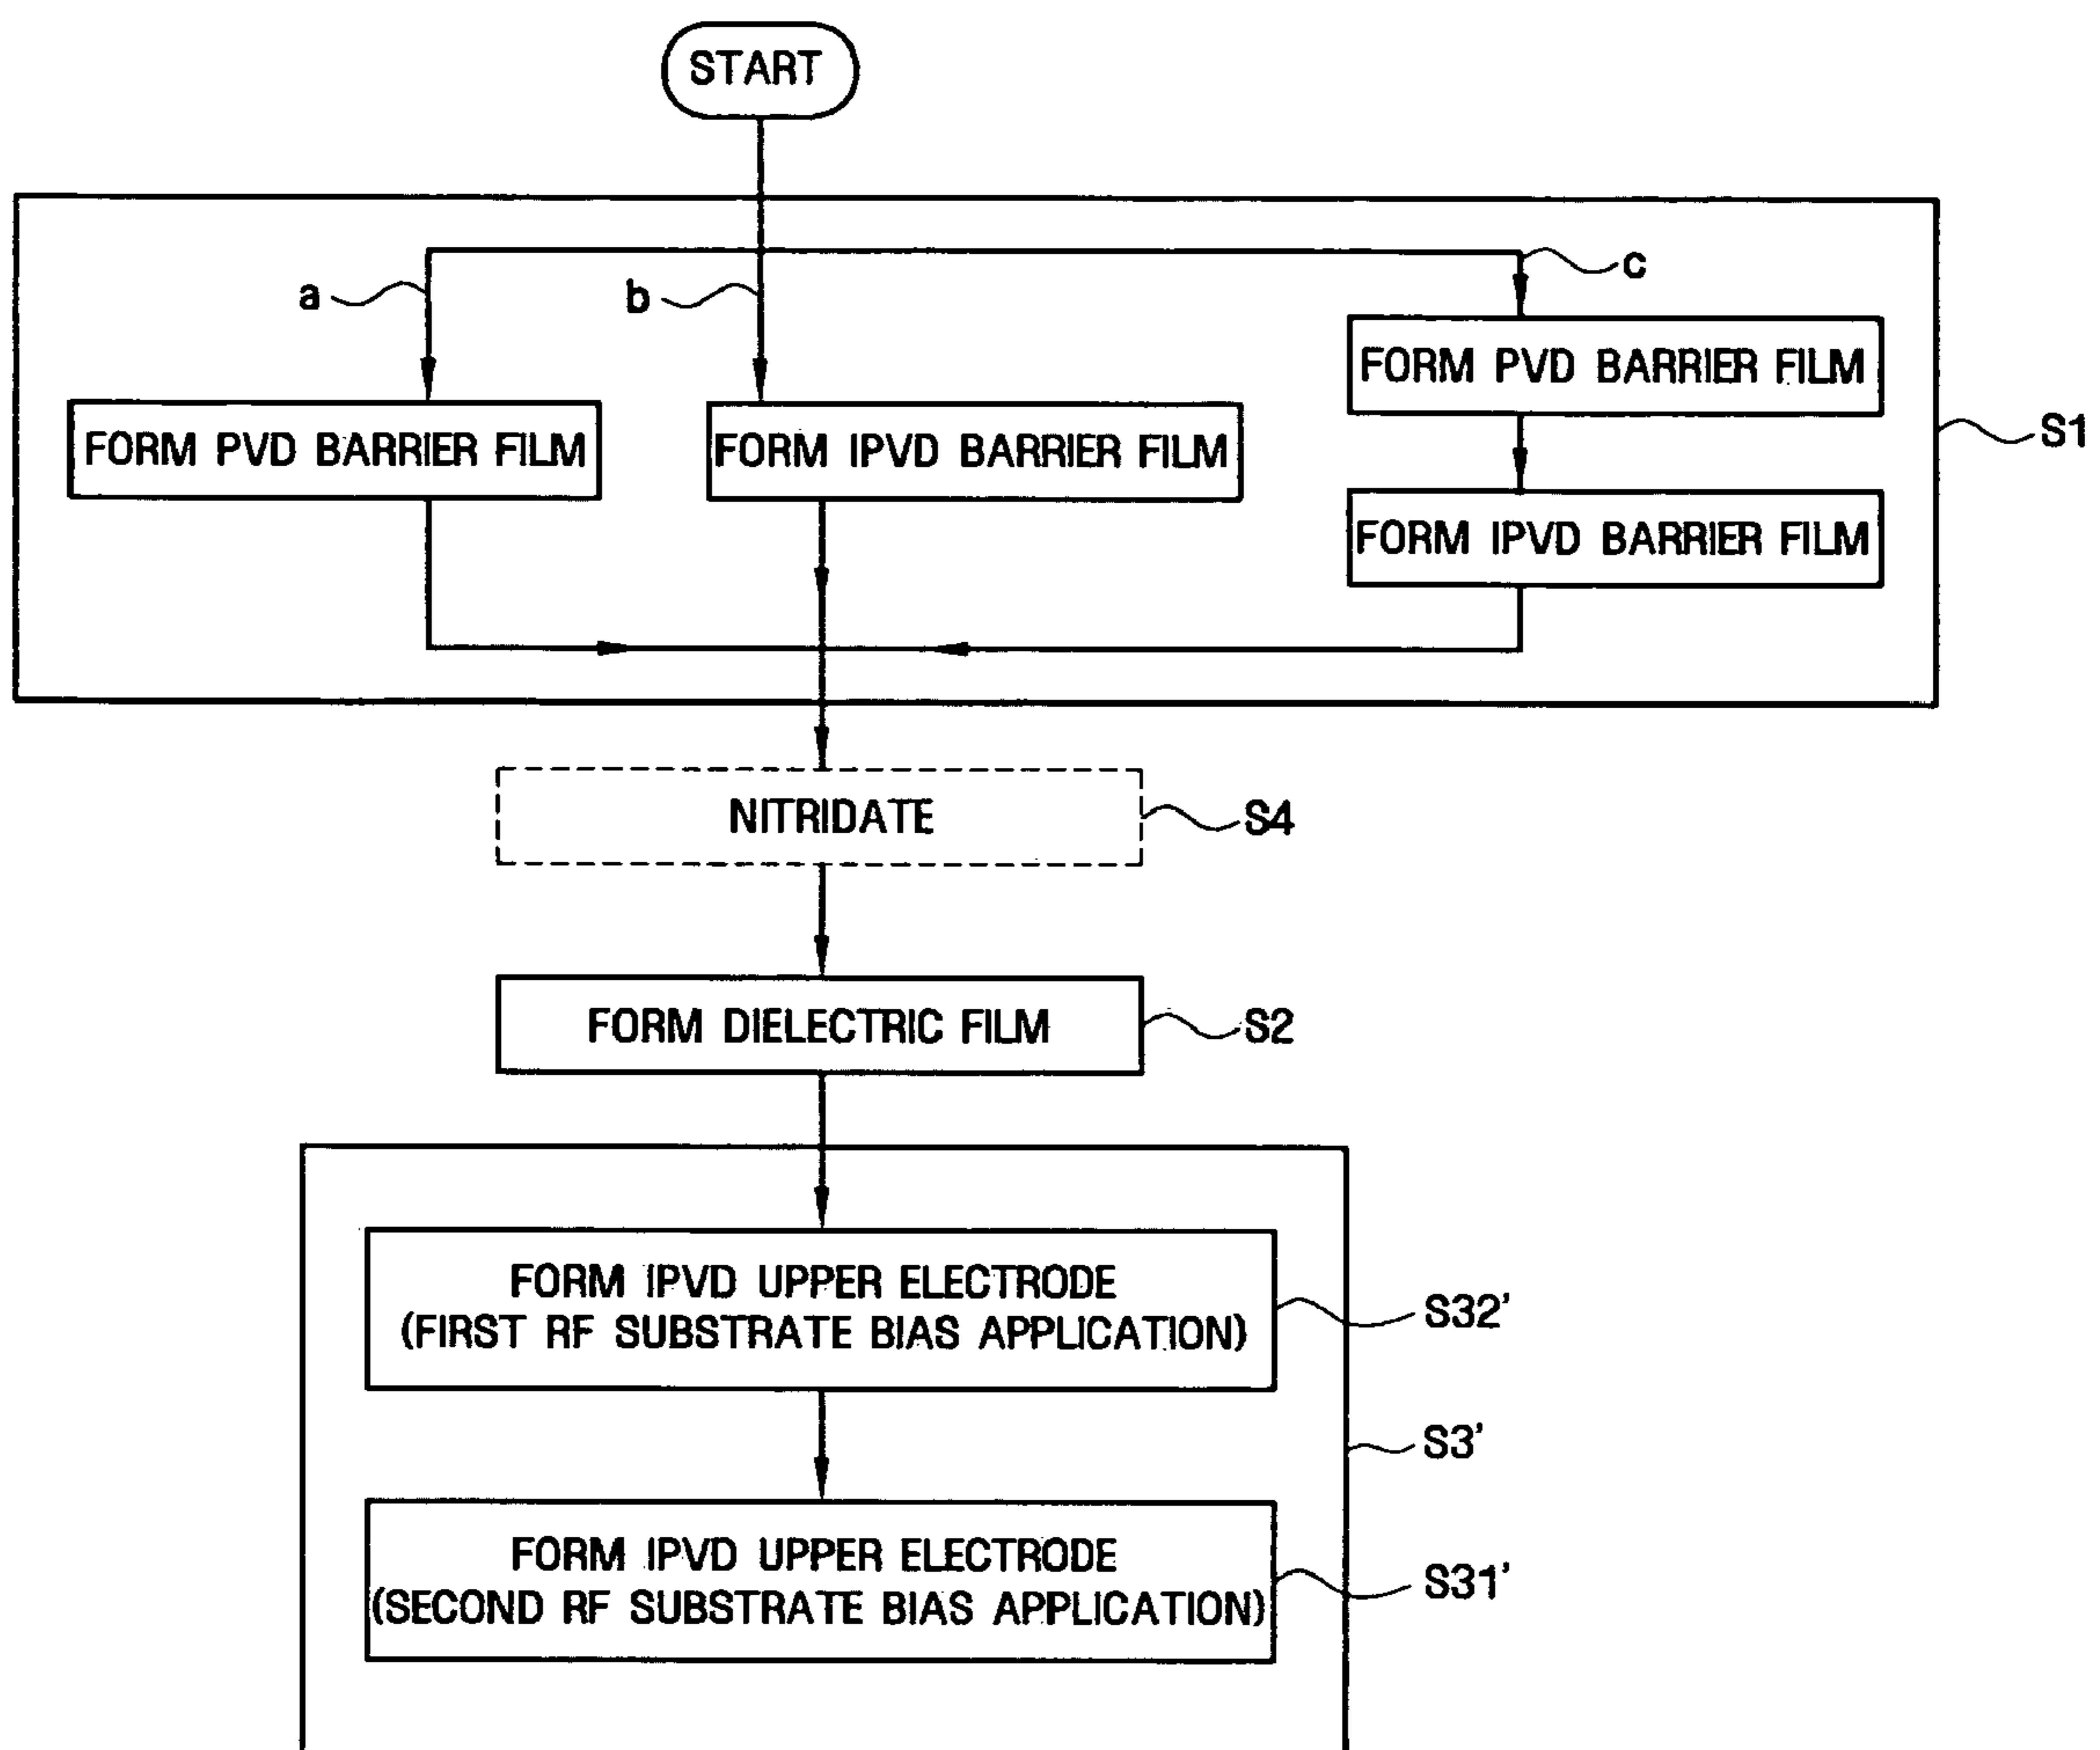 START
a
b
c
FORM PVD BARRIER FILM
FORM PVD BARRIER FILM
FORM IPVD BARRIER FILM
S1
FORM IPVD BARRIER FILM
NITRIDATE
S4
FORM DIELECTRIC FILM
S2
FORM IPVD UPPER ELECTRODE
(FIRST RF SUBSTRATE BIAS APPLICATION)
S32'
S3'
FORM IPVD UPPER ELECTRODE
(SECOND RF SUBSTRATE BIAS APPLICATION)
S31'